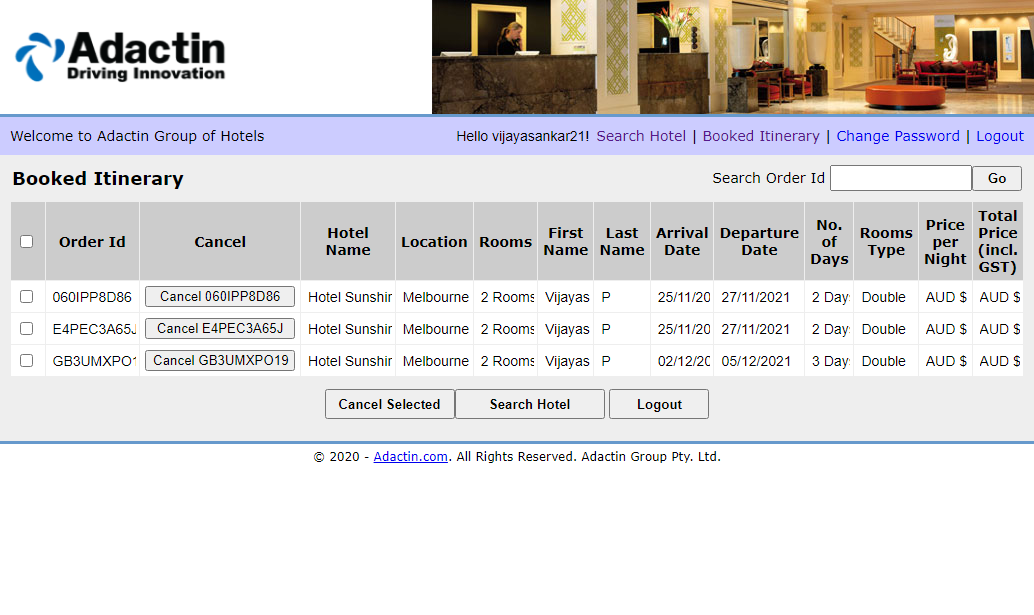 Adactin
Driving Innovation
Welcome to Adactin Group of Hotels Hello vijayasankar21! Search Hotel | Booked Itinerary | Change Password | Logout
Booked Itinerary Search Order Id Go
Order Id Cancel Hotel Name Location Rooms First Name Last Name Arrival Date Departure Date No. of Days Rooms Type Price per Night Total Price (incl. GST)
060IPP8D86 Cancel 060IPP8D86 Hotel Sunshin Melbourne 2 Rooms Vijayas P 25/11/20 27/11/2021 2 Day Double AUD $ AUD $
E4PEC3A65J Cancel E4PEC3A65J Hotel Sunshin Melbourne 2 Rooms Vijayas P 25/11/20 27/11/2021 2 Day Double AUD $ AUD $
GB3UMXPO1 Cancel GB3UMXPO19 Hotel Sunshin Melbourne 2 Rooms Vijayas P 02/12/20 05/12/2021 3 Day Double AUD $ AUD $
Cancel Selected Search Hotel Logout
© 2020 - Adactin.com. All Rights Reserved. Adactin Group Pty. Ltd.